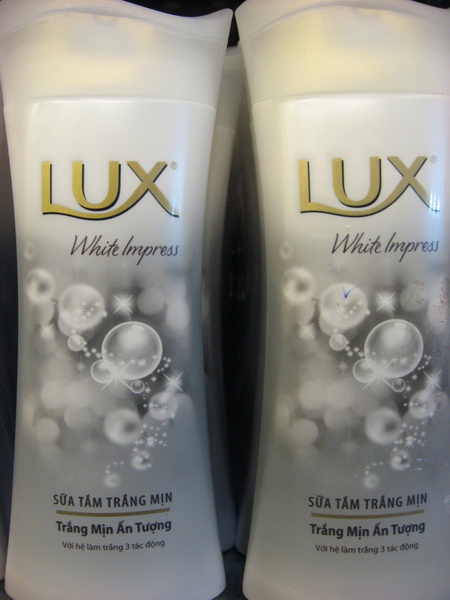 LUX
White Impress
SỮA TẮM TRẮNG MỊN
Trắng Mịn Ấn Tượng
Với hệ làm trắng 3 tác động
LUX
White Impress
SỮA TẮM TRẮNG MỊN
Trắng Mịn Ấn Tượng
Với hệ làm trắng 3 tác động